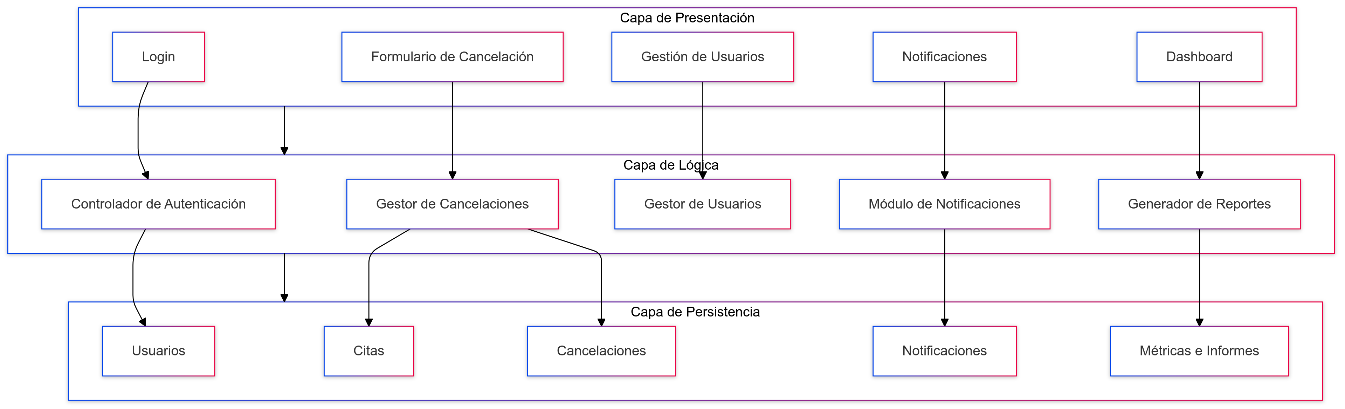 Capa de Presentación
Login
Formulario de Cancelación
Gestión de Usuarios
Notificaciones
Dashboard
Capa de Lógica
Controlador de Autenticación
Gestor de Cancelaciones
Gestor de Usuarios
Módulo de Notificaciones
Generador de Reportes
Capa de Persistencia
Usuarios
Citas
Cancelaciones
Notificaciones
Métricas e Informes